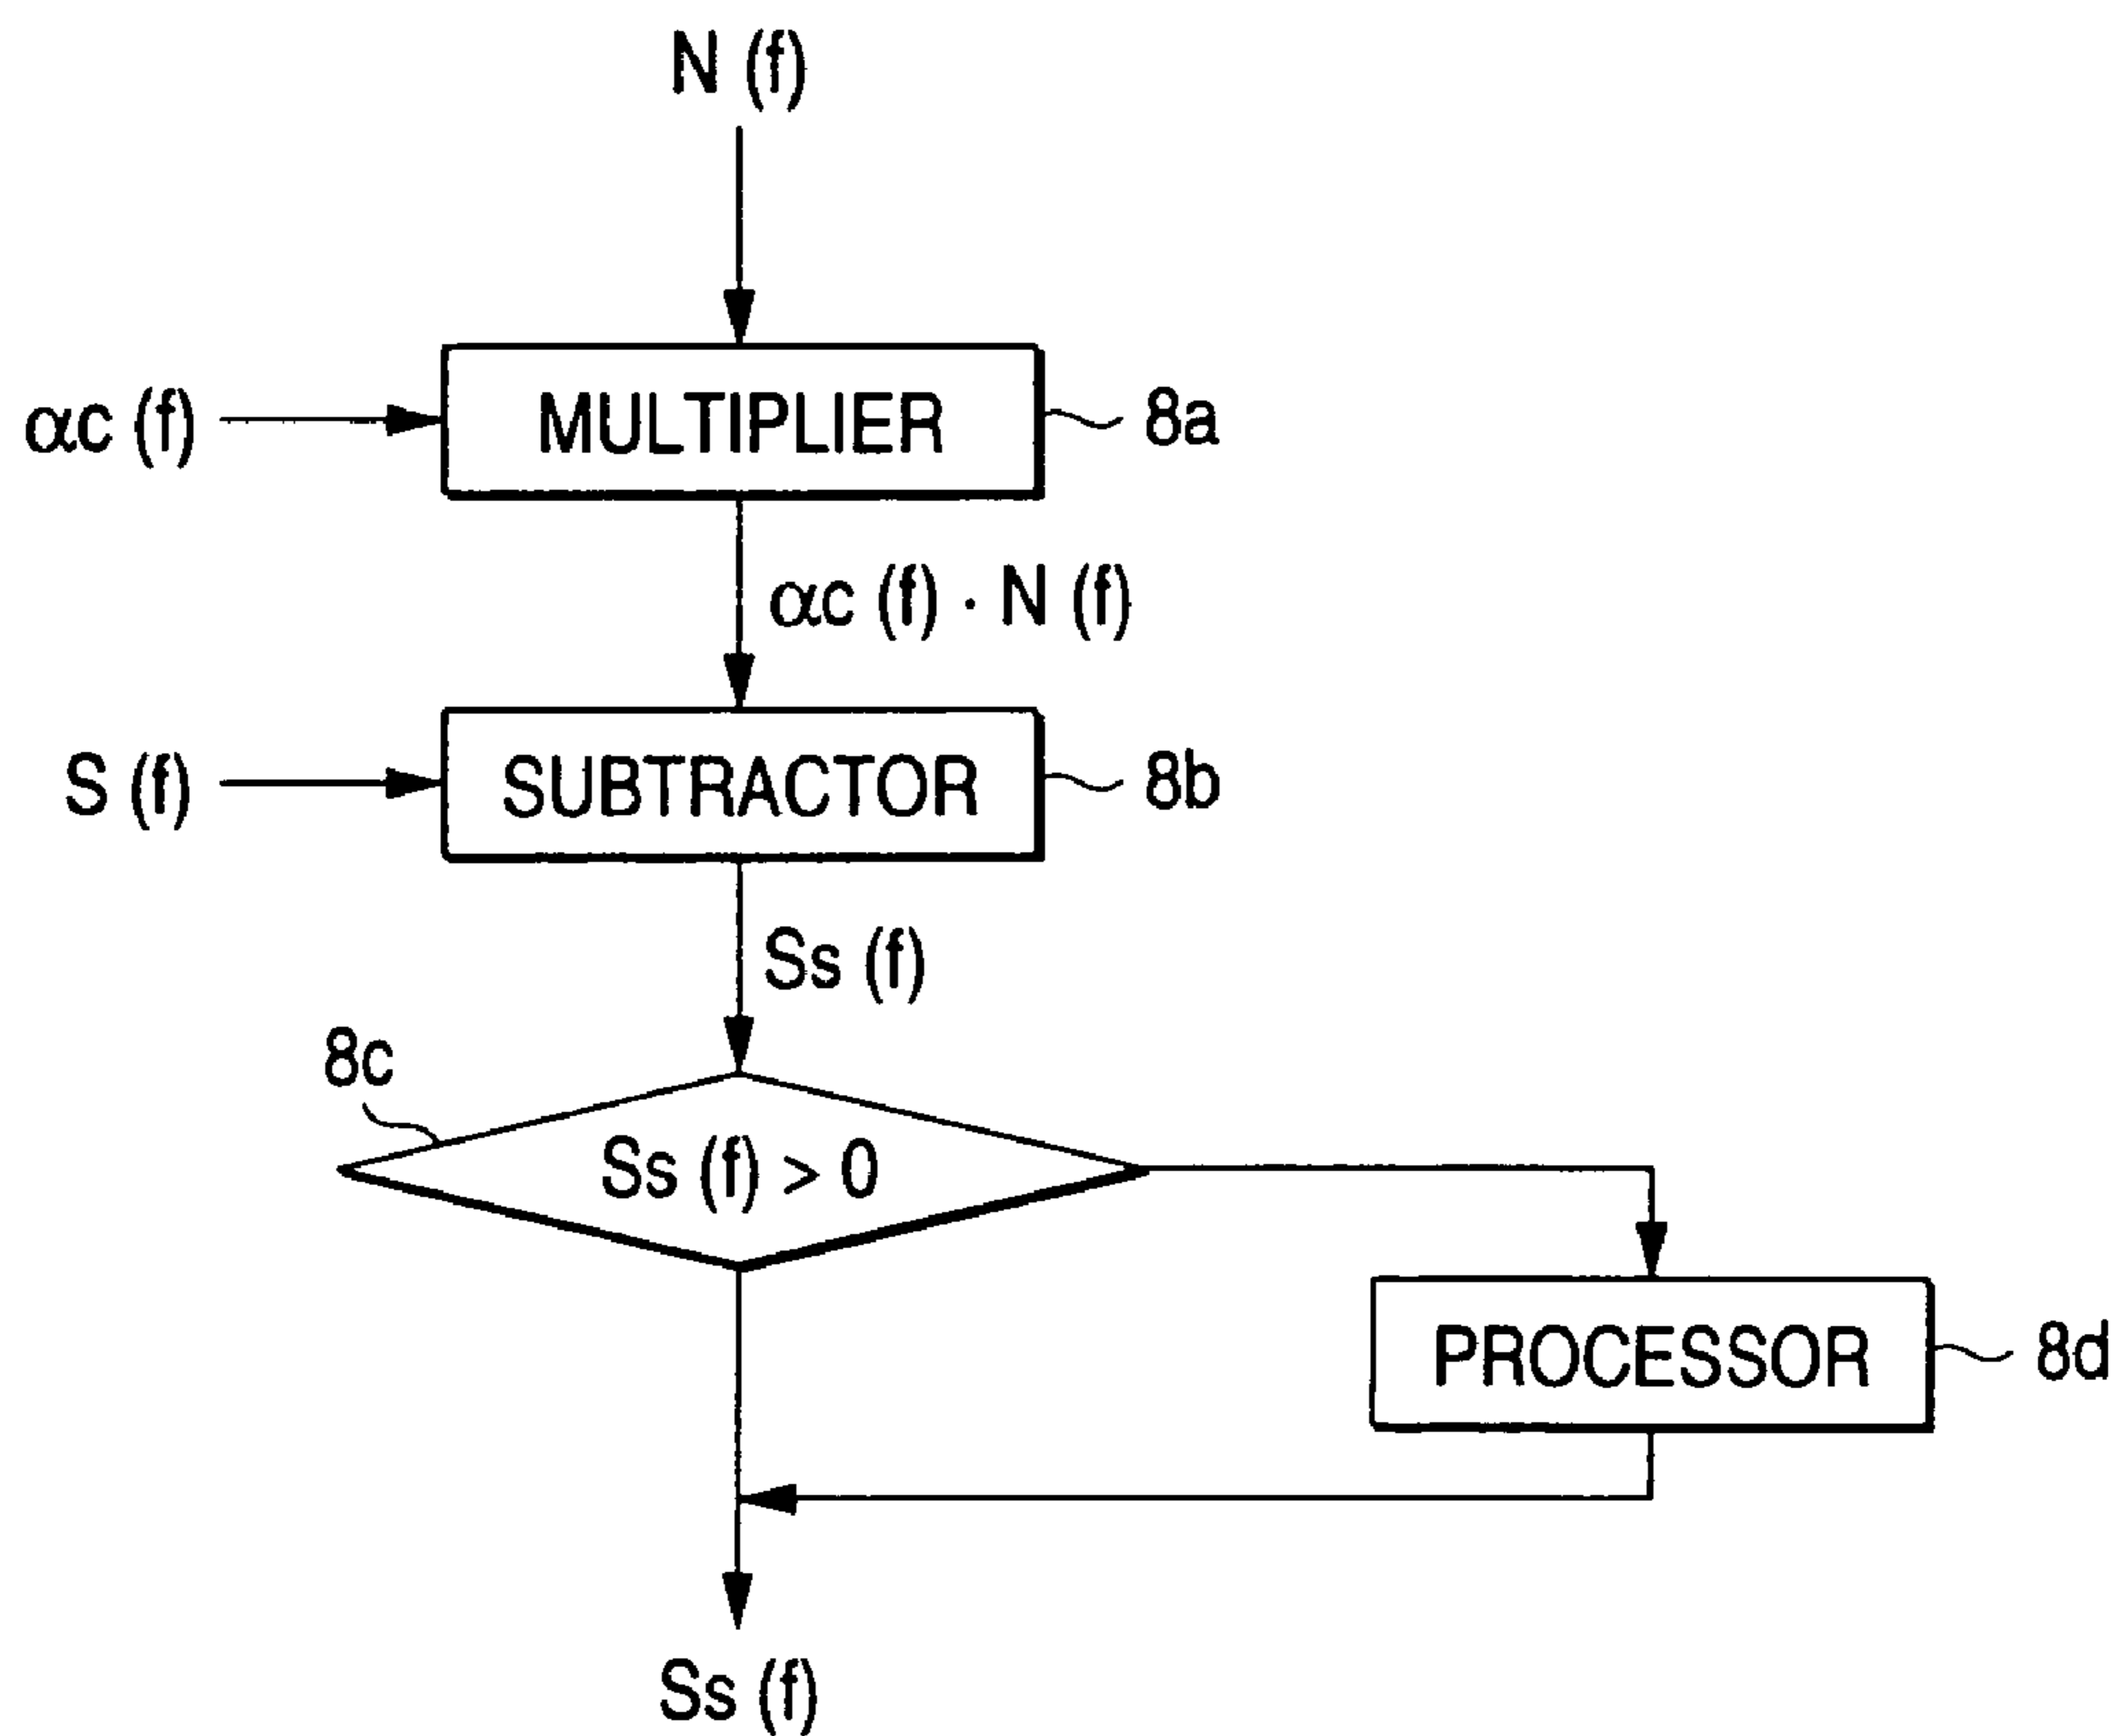 N (f)
αc (f)
MULTIPLIER
8a
αc (f) · N (f)
S (f)
SUBTRACTOR
8b
Ss (f)
8c
Ss (f) > 0
PROCESSOR
8d
Ss (f)